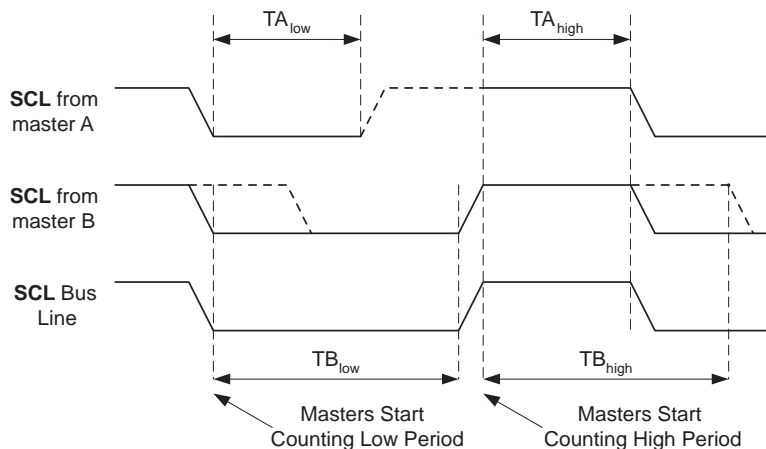 TA low
TA high
SCL from
master A
SCL from
master B
SCL Bus
Line
TB low
TB high
Masters Start
Counting Low Period
Masters Start
Counting High Period